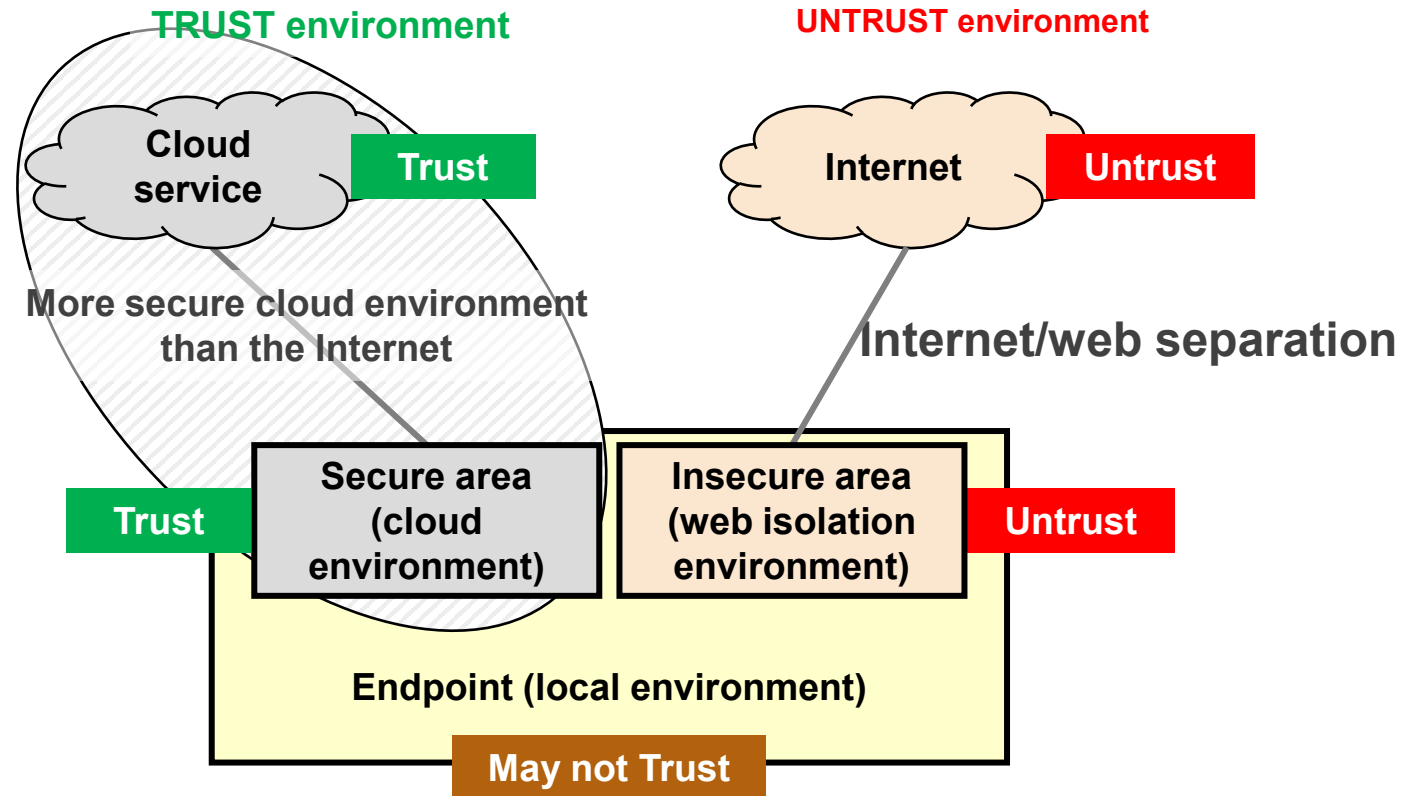 TRUST environment
UNTRUST environment
Cloud
service
Trust
Internet
Untrust
More secure cloud environment
than the Internet
Internet/web separation
Trust
Secure area
(cloud
environment)
Insecure area
(web isolation
environment)
Untrust
Endpoint (local environment)
May not Trust